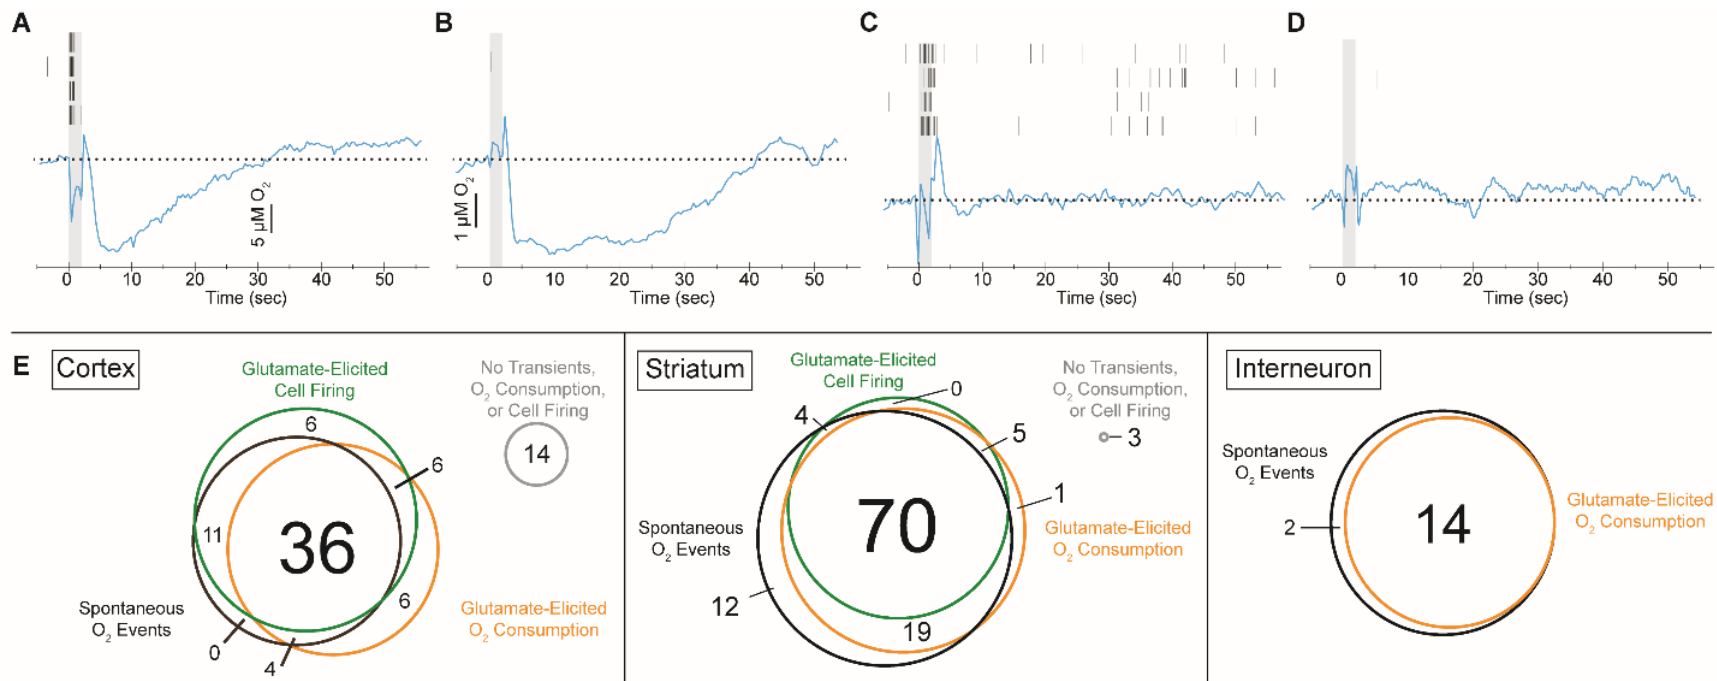 A
B
C
D
5 µM O2
1 µM O2
0 10 20 30 40 50
Time (sec)
0 10 20 30 40 50
Time (sec)
0 10 20 30 40 50
Time (sec)
0 10 20 30 40 50
Time (sec)
E
Cortex
Glutamate-Elicited
Cell Firing
No Transients,
O2 Consumption,
or Cell Firing
14
6
6
11
36
6
Spontaneous
O2 Events
Glutamate-Elicited
O2 Consumption
0
4
Striatum
Glutamate-Elicited
Cell Firing
No Transients,
O2 Consumption,
or Cell Firing
3
0
4
5
1
70
Spontaneous
O2 Events
Glutamate-Elicited
O2 Consumption
12
19
Interneuron
Spontaneous
O2 Events
2
14
Glutamate-Elicited
O2 Consumption